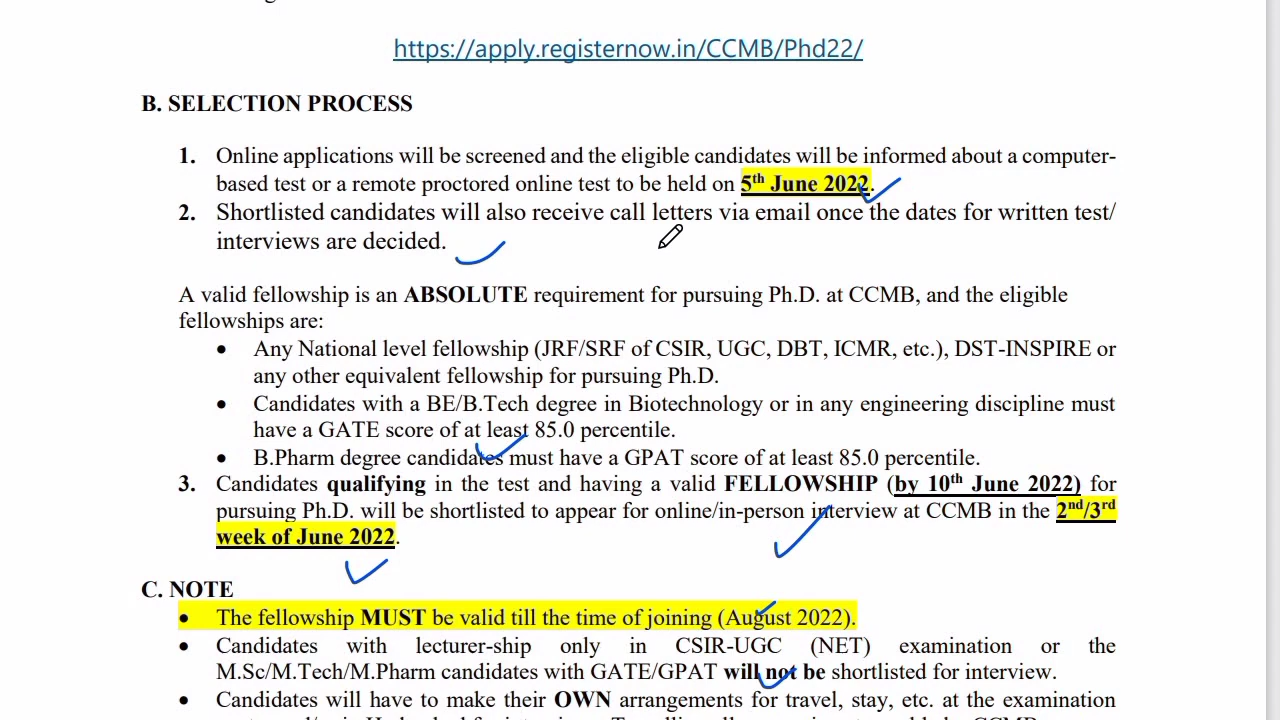 https://apply.registernow.in/CCMB/Phd22/
B. SELECTION PROCESS
1. Online applications will be screened and the eligible candidates will be informed about a computer-
based test or a remote proctored online test to be held on 5th June 2022.
2. Shortlisted candidates will also receive call letters via email once the dates for written test/
interviews are decided.
A valid fellowship is an ABSOLUTE requirement for pursuing Ph.D. at CCMB, and the eligible
fellowships are:
• Any National level fellowship (JRF/SRF of CSIR, UGC, DBT, ICMR, etc.), DST-INSPIRE or
any other equivalent fellowship for pursuing Ph.D.
• Candidates with a BE/B.Tech degree in Biotechnology or in any engineering discipline must
have a GATE score of at least 85.0 percentile.
• B.Pharm degree candidates must have a GPAT score of at least 85.0 percentile.
3. Candidates qualifying in the test and having a valid FELLOWSHIP (by 10th June 2022) for
pursuing Ph.D. will be shortlisted to appear for online/in-person interview at CCMB in the 2nd/3rd
week of June 2022.
C. NOTE
• The fellowship MUST be valid till the time of joining (August 2022).
• Candidates with lecturer-ship only in CSIR-UGC (NET) examination or the
M.Sc/M.Tech/M.Pharm candidates with GATE/GPAT will not be shortlisted for interview.
• Candidates will have to make their OWN arrangements for travel, stay, etc. at the examination